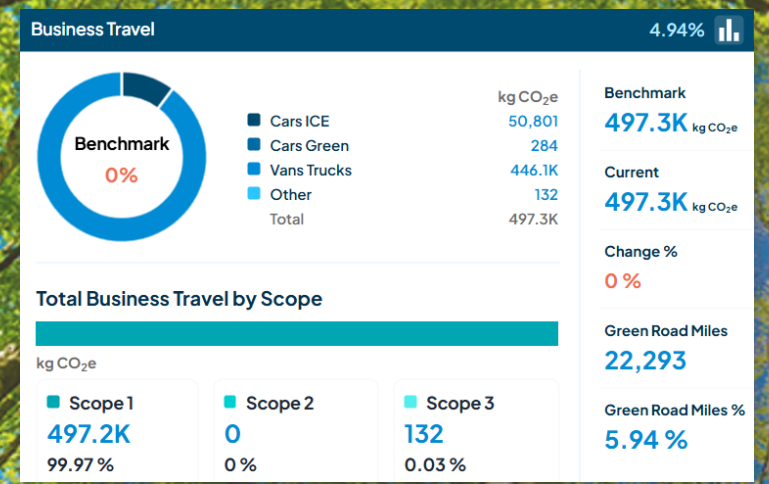 Business Travel
4.94%
Benchmark
0%
kg CO₂e
Cars ICE 50,801
Cars Green 284
Vans Trucks 446.1K
Other 132
Total 497.3K
Benchmark
497.3K kg CO₂e
Current
497.3K kg CO₂e
Change %
0 %
Green Road Miles
22,293
Green Road Miles %
5.94 %
Total Business Travel by Scope
kg CO₂e
Scope 1
497.2K
99.97 %
Scope 2
0
0 %
Scope 3
132
0.03 %